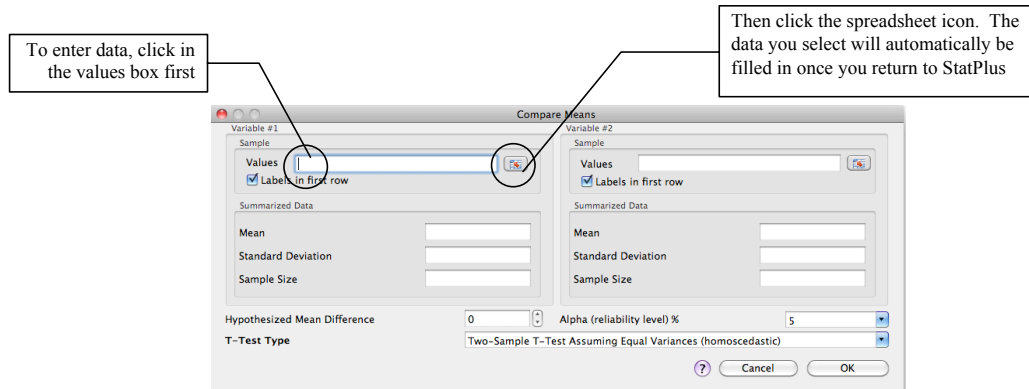 To enter data, click in
the values box first
Then click the spreadsheet icon.  The
data you select will automatically be
filled in once you return to StatPlus
Compare Means
Variable #1
Sample
Values
Labels in first row
Summarized Data
Mean
Standard Deviation
Sample Size
Variable #2
Sample
Values
Labels in first row
Summarized Data
Mean
Standard Deviation
Sample Size
Hypothesized Mean Difference 0 Alpha (reliability level) % 5
T-Test Type Two-Sample T-Test Assuming Equal Variances (homoscedastic)
? Cancel OK